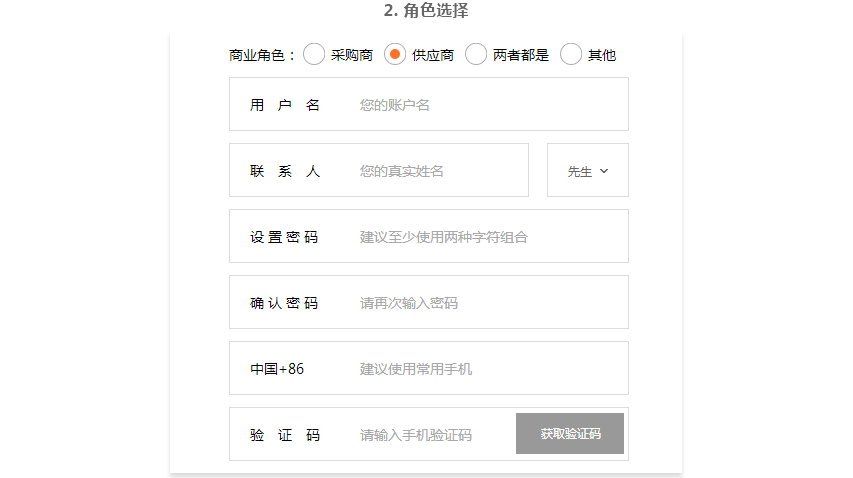 2. 角色选择
商业角色： 采购商 供应商 两者都是 其他
用 户 名 您的账户名
联 系 人 您的真实姓名 先生
设 置 密 码 建议至少使用两种字符组合
确 认 密 码 请再次输入密码
中国+86 建议使用常用手机
验 证 码 请输入手机验证码 获取验证码